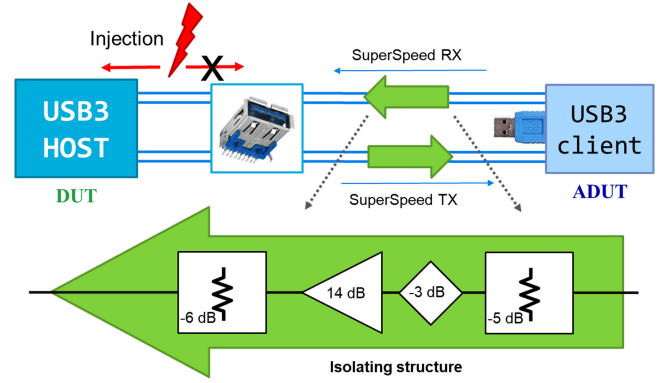 Injection
X
SuperSpeed RX
USB3
HOST
USB3
client
DUT
ADUT
SuperSpeed TX
-6 dB
14 dB
-3 dB
-5 dB
Isolating structure